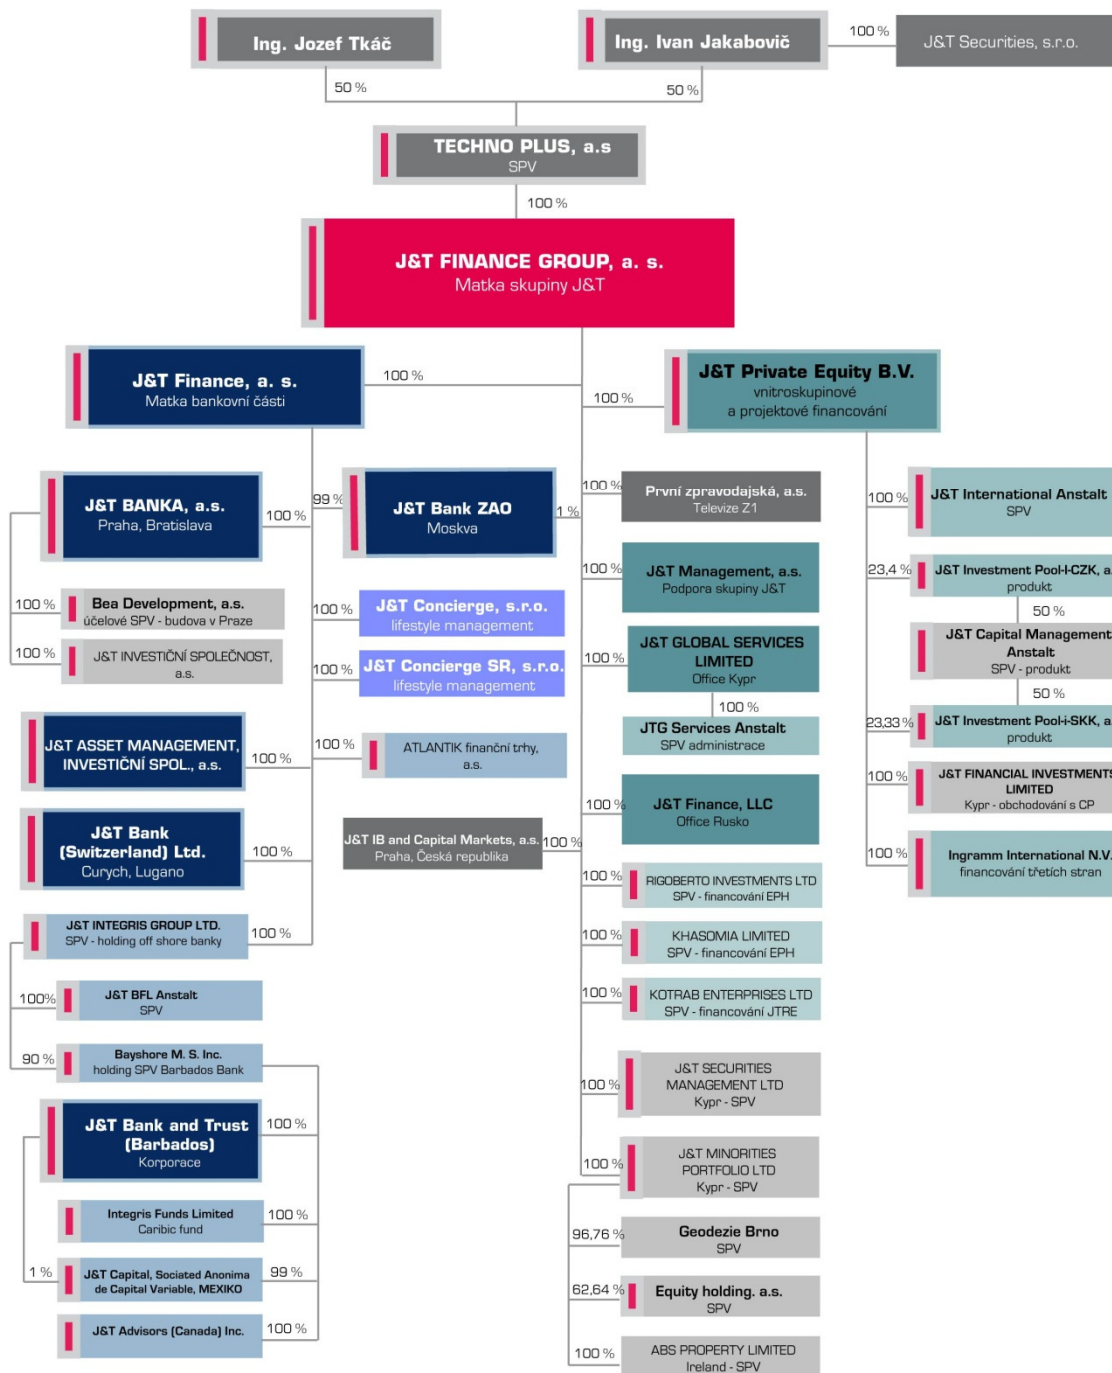 Ing. Jozef Tkáč
Ing. Ivan Jakabovič
100 %
J&T Securities, s.r.o.
50 %
50 %
TECHNO PLUS, a.s
SPV
100 %
J&T FINANCE GROUP, a. s.
Matka skupiny J&T
J&T Finance, a. s.
Matka bankovní části
100 %
J&T Private Equity B.V.
vnitroskupinové
a projektové financování
100 %
J&T BANKA, a.s.
Praha, Bratislava
100 %
99 %
J&T Bank ZAO
Moskva
1 %
100 %
První zpravodajská, a.s.
Televize Z1
100 %
J&T International Anstalt
SPV
100 %
Bea Development, a.s.
účelové SPV - budova v Praze
100 %
J&T INVESTIČNÍ SPOLEČNOST,
a.s.
100 %
J&T Concierge, s.r.o.
lifestyle management
100 %
J&T Concierge SR, s.r.o.
lifestyle management
100 %
J&T Management, a.s.
Podpora skupiny J&T
100 %
J&T GLOBAL SERVICES
LIMITED
Office Kypr
100 %
JTG Services Anstalt
SPV administrace
23,4 %
J&T Investment Pool-I-CZK, a.
produkt
50 %
J&T Capital Management
Anstalt
SPV - produkt
50 %
23,33 %
J&T Investment Pool-i-SKK, a.
produkt
J&T ASSET MANAGEMENT,
INVESTIČNÍ SPOL., a.s.
100 %
100 %
ATLANTIK finanční trhy,
a.s.
100 %
J&T FINANCIAL INVESTMENTS
LIMITED
Kypr - obchodování s CP
J&T Bank
(Switzerland) Ltd.
Curych, Lugano
100 %
J&T IB and Capital Markets, a.s.
Praha, Česká republika
100 %
100 %
J&T Finance, LLC
Office Rusko
100 %
Ingramm International N.V.
financování třetích stran
100 %
RIGOBERTO INVESTMENTS LTD
SPV - financování EPH
J&T INTEGRIS GROUP LTD.
SPV - holding off shore banky
100 %
100 %
KHASOMIA LIMITED
SPV - financování EPH
100%
J&T BFL Anstalt
SPV
100 %
KOTRAB ENTERPRISES LTD
SPV - financování JTRE
90 %
Bayshore M. S. Inc.
holding SPV Barbados Bank
100 %
J&T SECURITIES
MANAGEMENT LTD
Kypr - SPV
J&T Bank and Trust
(Barbados)
Korporace
100 %
100 %
J&T MINORITIES
PORTFOLIO LTD
Kypr - SPV
Integris Funds Limited
Caribic fund
100 %
96,76 %
Geodezie Brno
SPV
1 %
J&T Capital, Sociated Anonima
de Capital Variable, MEXIKO
99 %
62,64 %
Equity holding. a.s.
SPV
J&T Advisors (Canada) Inc.
100 %
100 %
ABS PROPERTY LIMITED
Ireland - SPV